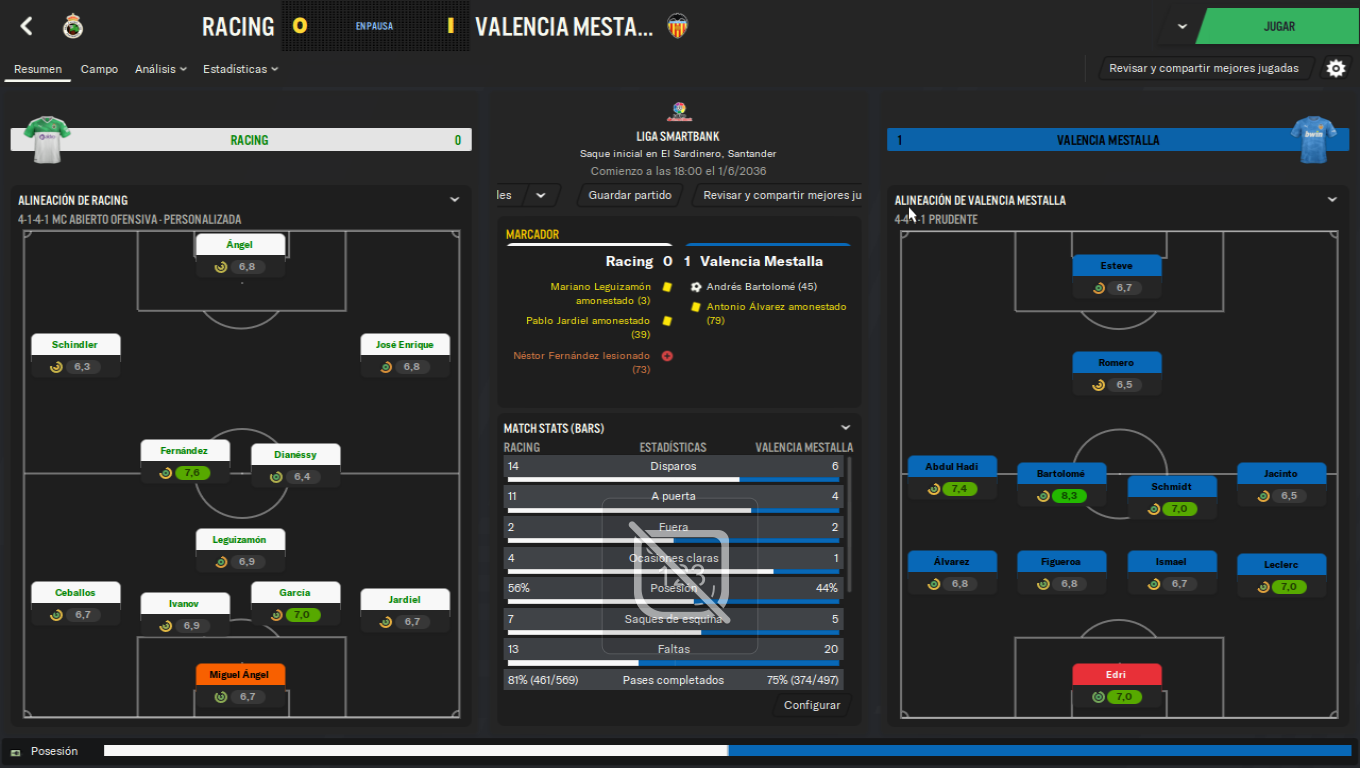 RACING
0
EN PAUSA
1
VALENCIA MESTA...
JUGAR
Resumen
Campo
Análisis
Estadísticas
Revisar y compartir mejores jugadas
RACING
0
LIGA SMARTBANK
Saque inicial en El Sardinero, Santander
Comienzo a las 18:00 el 1/6/2036
les
Guardar partido
Revisar y compartir mejores ju
1
VALENCIA MESTALLA
bwin
ALINEACIÓN DE RACING
4-1-4-1 MC ABIERTO OFENSIVA - PERSONALIZADA
Ángel
6,8
Schindler
6,3
José Enrique
6,8
Fernández
7,6
Dianéssy
6,4
Leguizamón
6,9
Ceballos
6,7
Ivanov
6,9
García
7,0
Jardiel
6,7
Miguel Ángel
6,7
MARCADOR
Racing 0 1 Valencia Mestalla
Mariano Leguizamón
amonestado (3)
Pablo Jardiel amonestado
(39)
Néstor Fernández lesionado
(73)
Andrés Bartolomé (45)
Antonio Álvarez amonestado
(79)
MATCH STATS (BARS)
RACING ESTADÍSTICAS VALENCIA MESTALLA
14 Disparos 6
11 A puerta 4
2 Fuera 2
4 Ocasiones claras 1
56% Posesión 44%
7 Saques de esquina 5
13 Faltas 20
81% (461/569) Pases completados 75% (374/497)
123
Configurar
ALINEACIÓN DE VALENCIA MESTALLA
4-4-1-1 PRUDENTE
Esteve
6,7
Romero
6,5
Abdul Hadi
7,4
Bartolomé
8,3
Schmidt
7,0
Jacinto
6,5
Álvarez
6,8
Figueroa
6,8
Ismael
6,7
Leclerc
7,0
Edri
7,0
Posesión